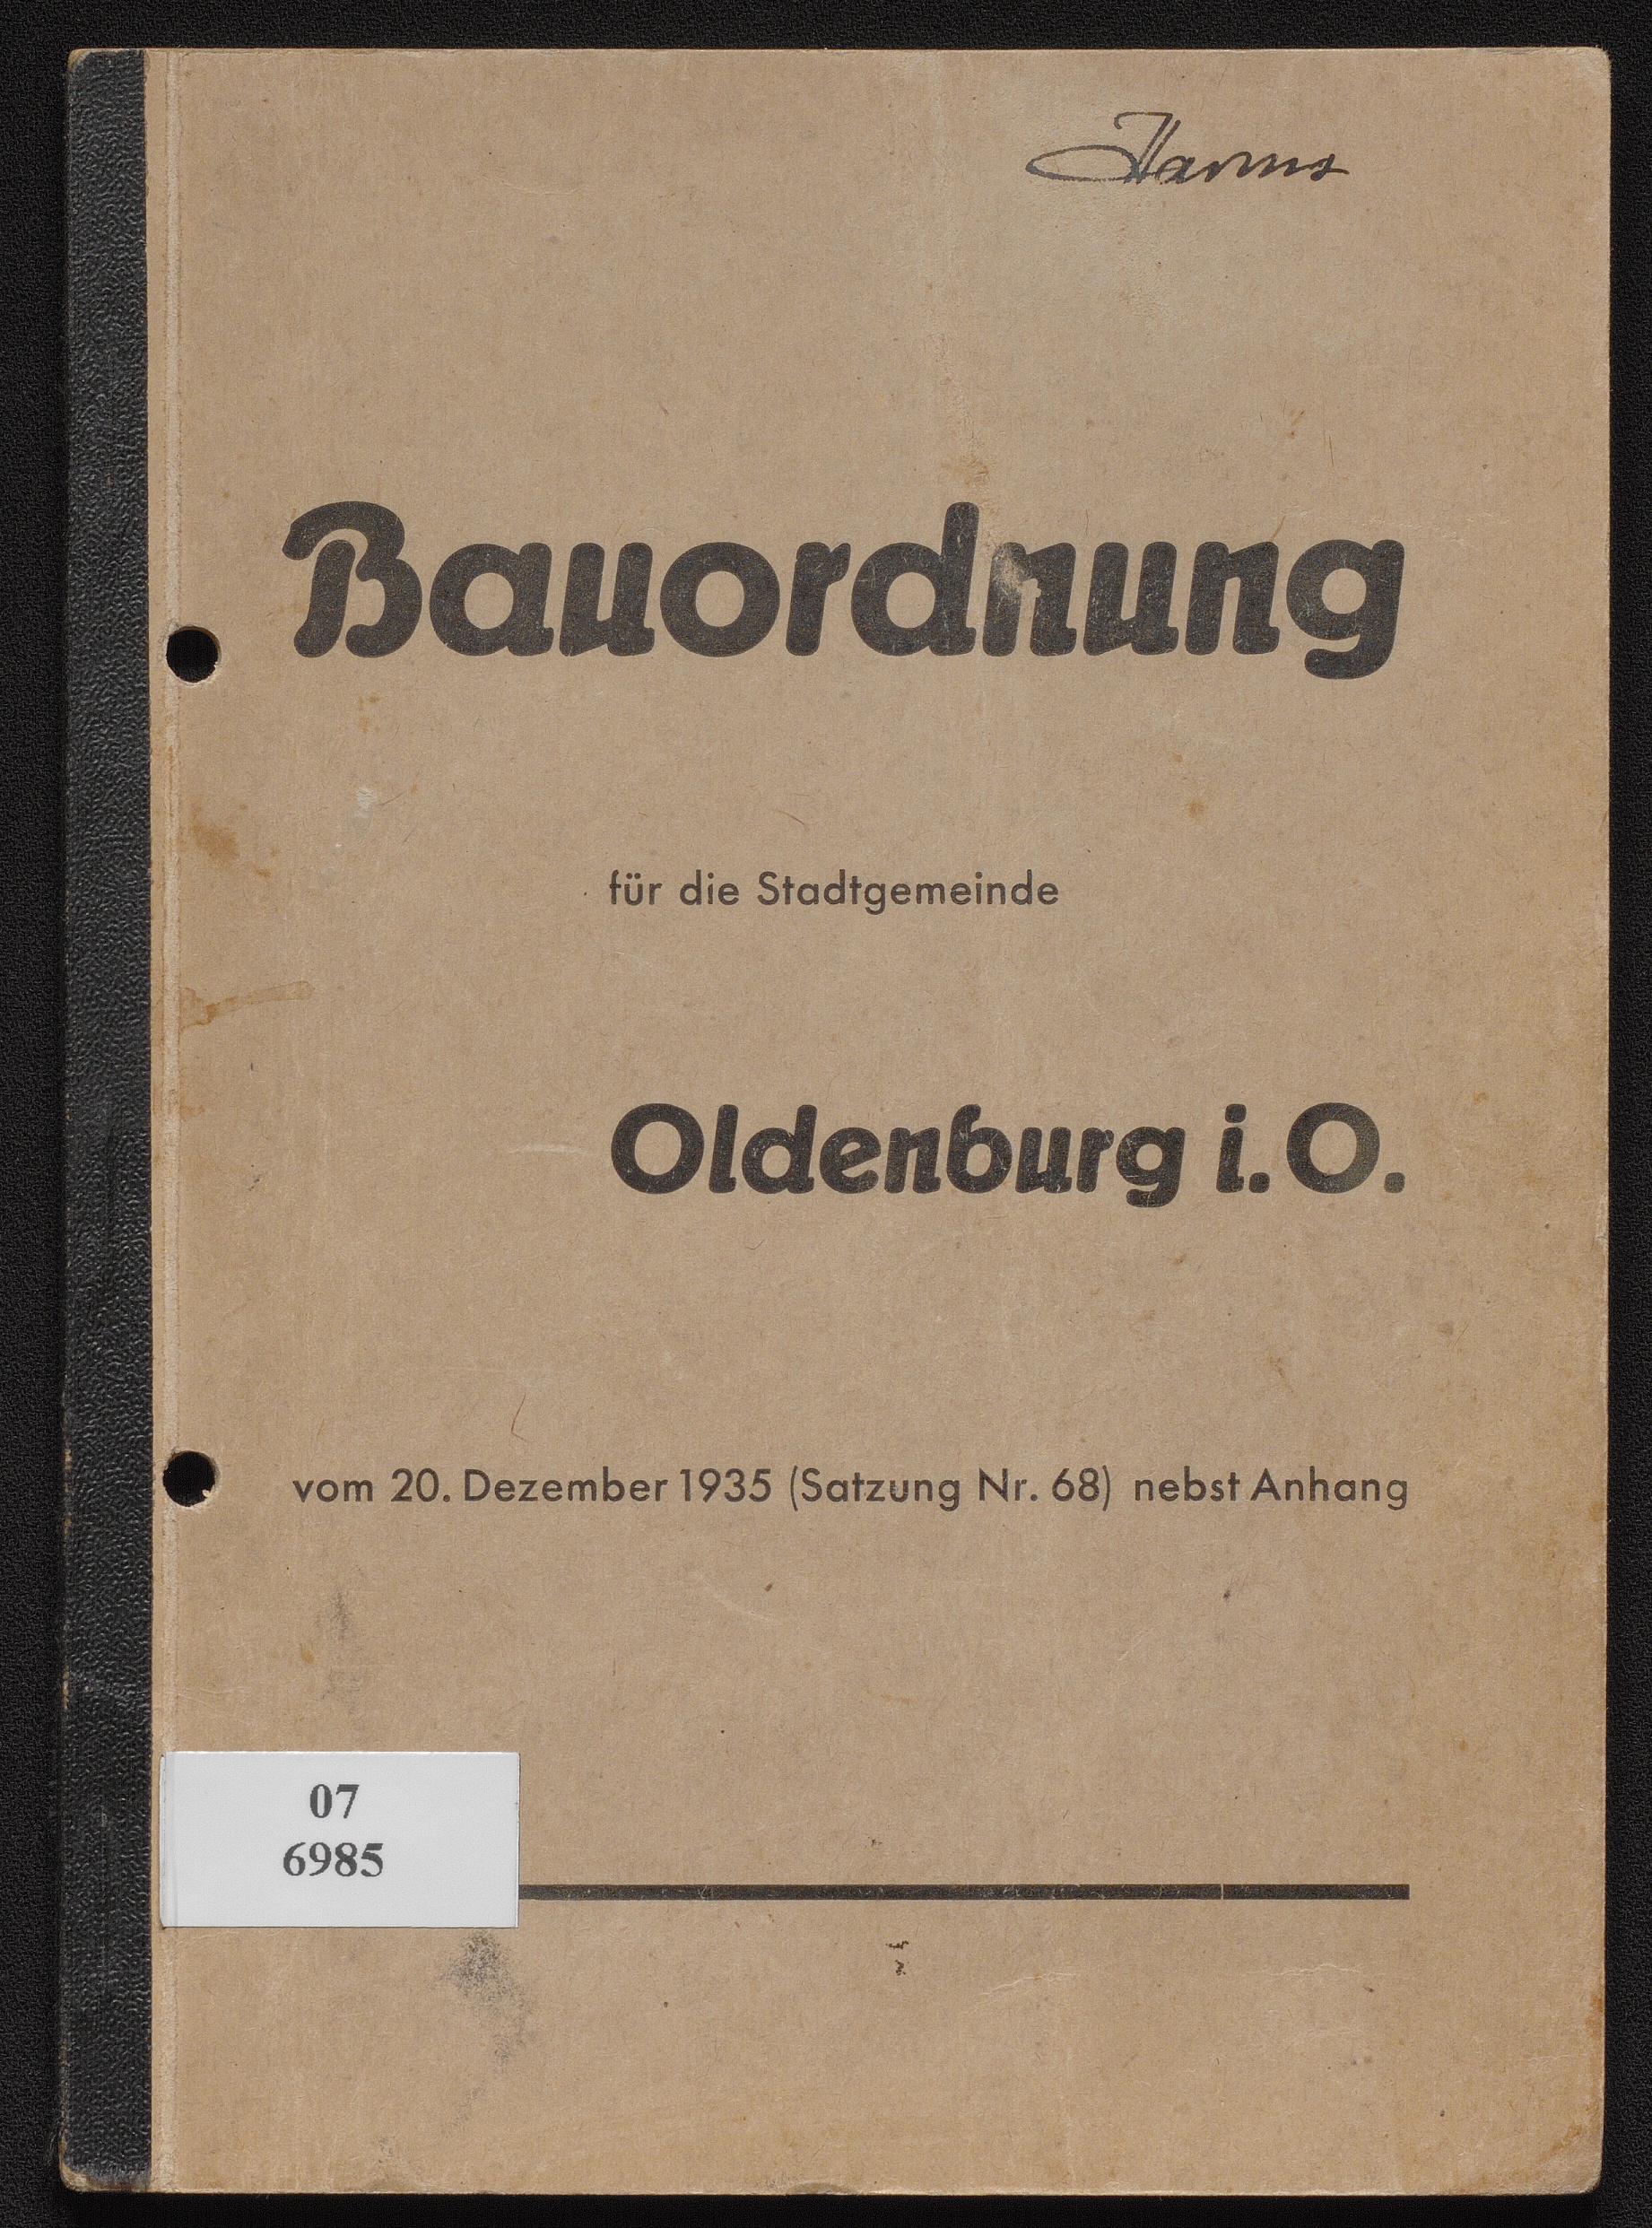 Harms
Bauordnung
für die Stadtgemeinde
Oldenburg i. O.
vom 20. Dezember 1935 (Satzung Nr. 68) nebst Anhang
07
6985